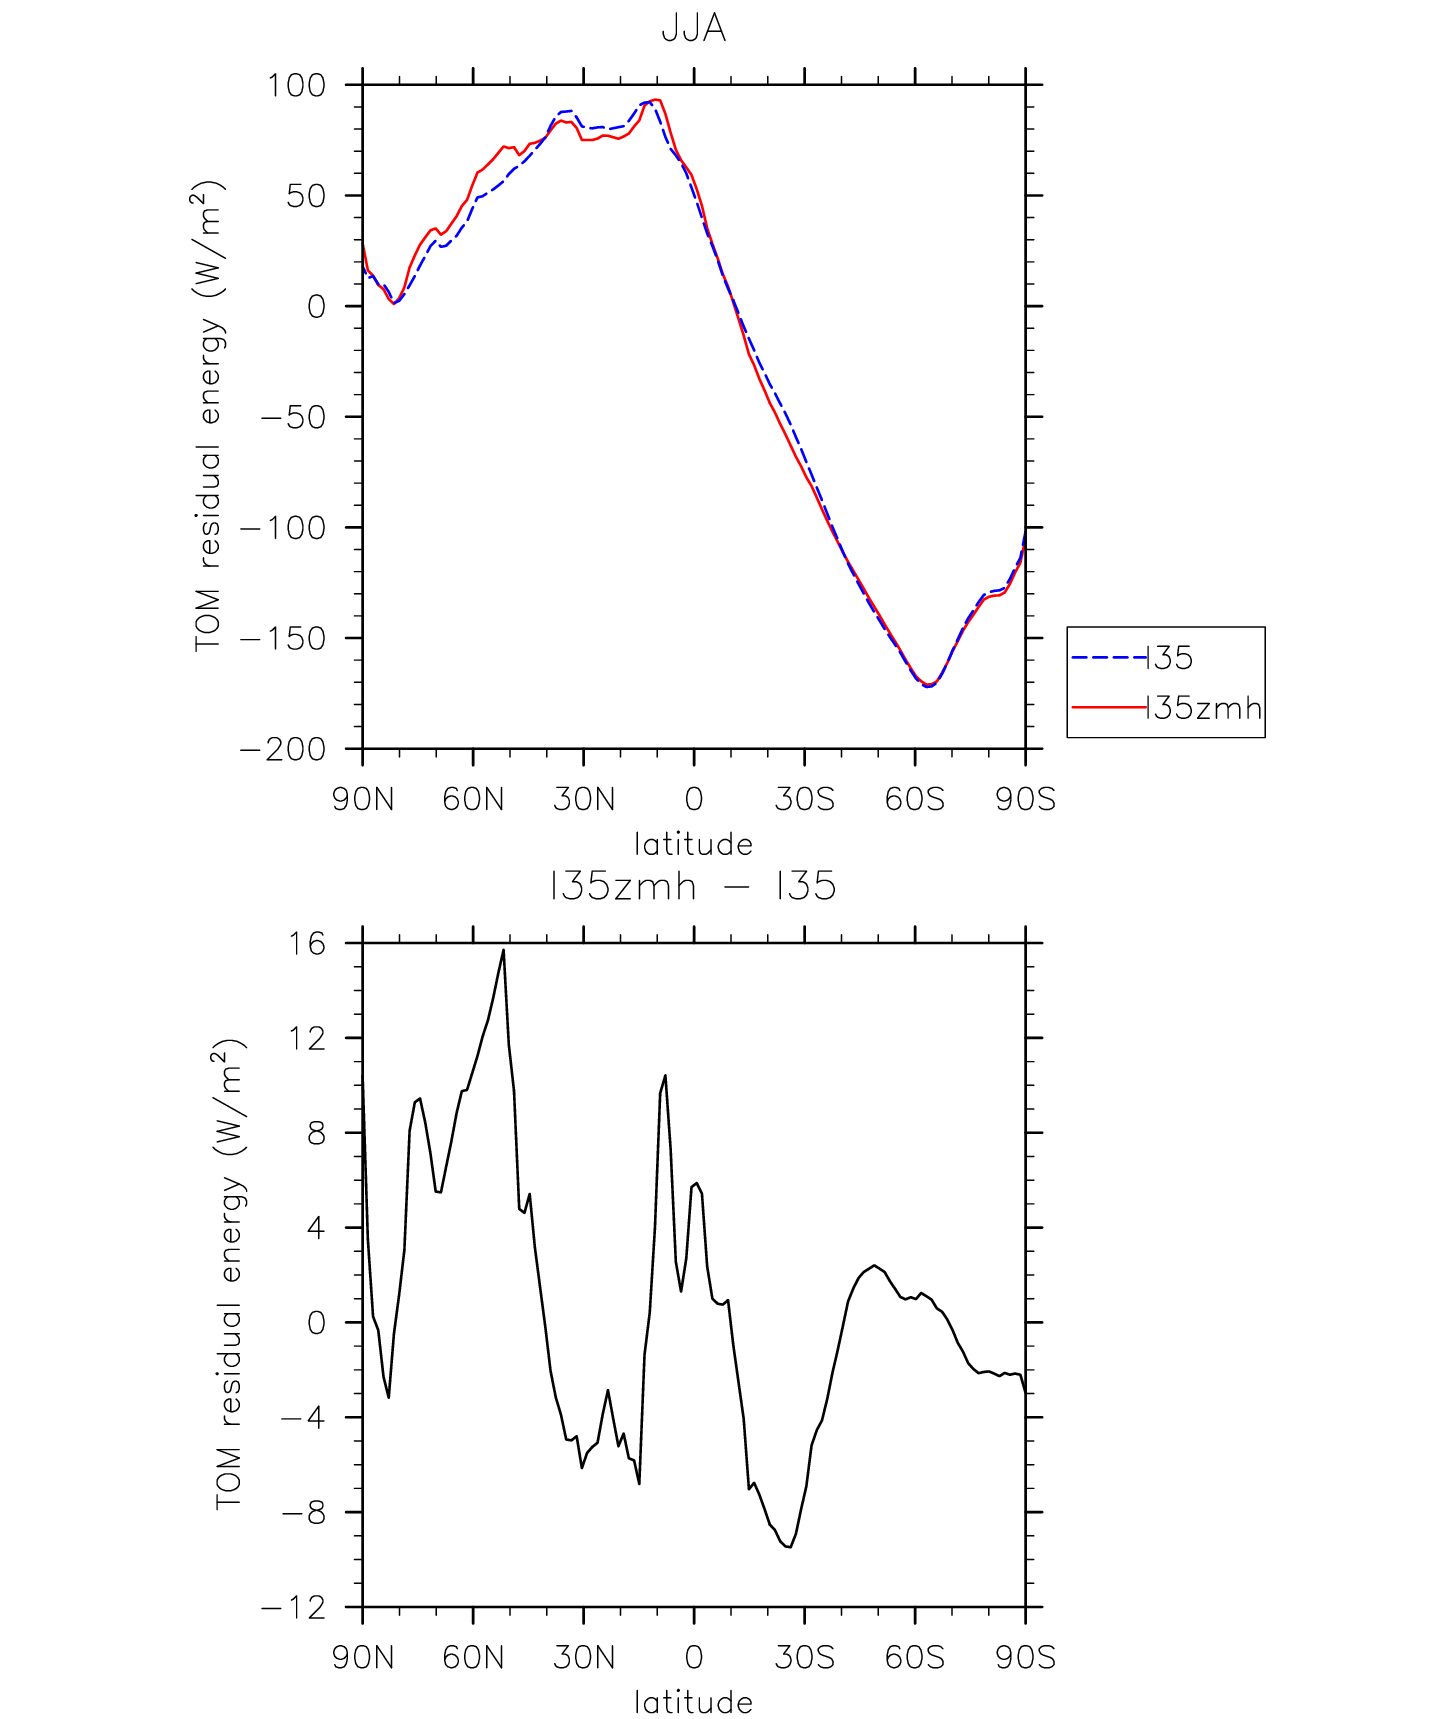 JJA
TOM residual energy (W/m²)
100
50
0
−50
−100
−150
−200
90N 60N 30N 0 30S 60S 90S
latitude
I35
I35zmh
I35zmh − I35
TOM residual energy (W/m²)
16
12
8
4
0
−4
−8
−12
90N 60N 30N 0 30S 60S 90S
latitude